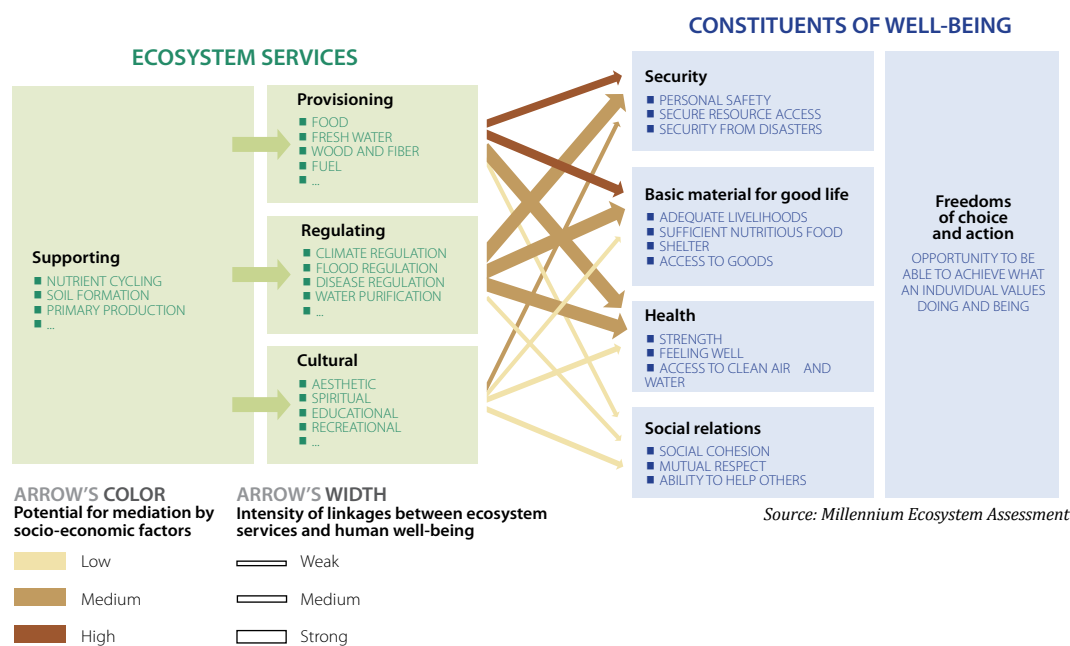 CONSTITUENTS OF WELL-BEING
ECOSYSTEM SERVICES
Supporting
■ NUTRIENT CYCLING
■ SOIL FORMATION
■ PRIMARY PRODUCTION
■ ...
Provisioning
■ FOOD
■ FRESH WATER
■ WOOD AND FIBER
■ FUEL
■ ...
Regulating
■ CLIMATE REGULATION
■ FLOOD REGULATION
■ DISEASE REGULATION
■ WATER PURIFICATION
■ ...
Cultural
■ AESTHETIC
■ SPIRITUAL
■ EDUCATIONAL
■ RECREATIONAL
■ ...
Security
■ PERSONAL SAFETY
■ SECURE RESOURCE ACCESS
■ SECURITY FROM DISASTERS
Basic material for good life
■ ADEQUATE LIVELIHOODS
■ SUFFICIENT NUTRITIOUS FOOD
■ SHELTER
■ ACCESS TO GOODS
Health
■ STRENGTH
■ FEELING WELL
■ ACCESS TO CLEAN AIR AND
WATER
Social relations
■ SOCIAL COHESION
■ MUTUAL RESPECT
■ ABILITY TO HELP OTHERS
Freedoms
of choice
and action
OPPORTUNITY TO BE
ABLE TO ACHIEVE WHAT
AN INDIVIDUAL VALUES
DOING AND BEING
Source: Millennium Ecosystem Assessment
ARROW'S COLOR
Potential for mediation by
socio-economic factors
Low
Medium
High
ARROW'S WIDTH
Intensity of linkages between ecosystem
services and human well-being
Weak
Medium
Strong